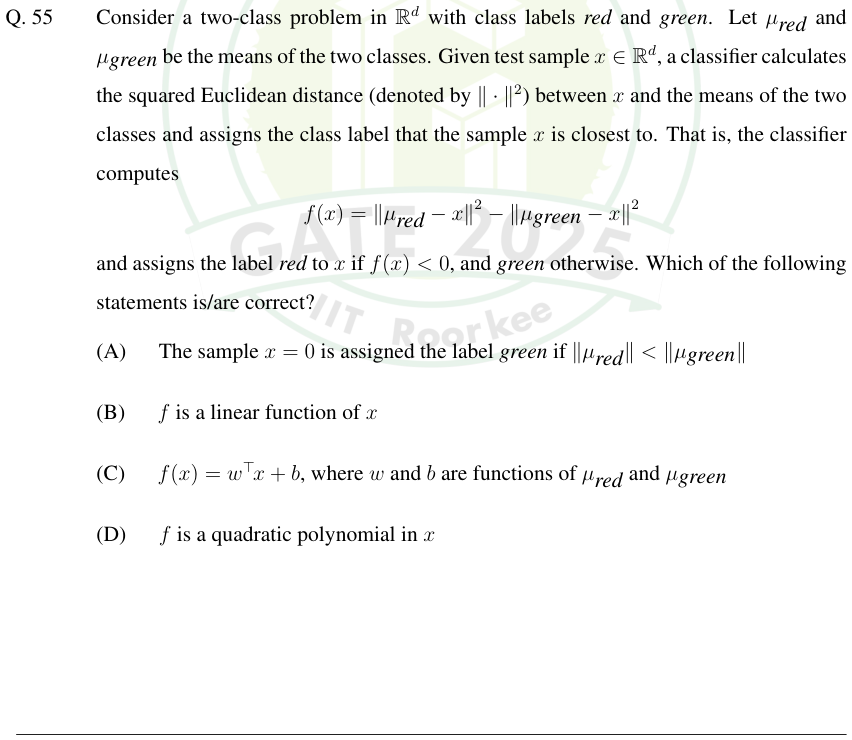 Q. 55 Consider a two-class problem in ℝᵈ with class labels red and green. Let μ_red and
μ_green be the means of the two classes. Given test sample x ∈ ℝᵈ, a classifier calculates
the squared Euclidean distance (denoted by ‖ · ‖²) between x and the means of the two
classes and assigns the class label that the sample x is closest to. That is, the classifier
computes
f(x) = ‖μ_red − x‖² − ‖μ_green − x‖²
GATE 2025
and assigns the label red to x if f(x) < 0, and green otherwise. Which of the following
statements is/are correct?
IIT Roorkee
(A) The sample x = 0 is assigned the label green if ‖μ_red‖ < ‖μ_green‖
(B) f is a linear function of x
(C) f(x) = w⊤x + b, where w and b are functions of μ_red and μ_green
(D) f is a quadratic polynomial in x